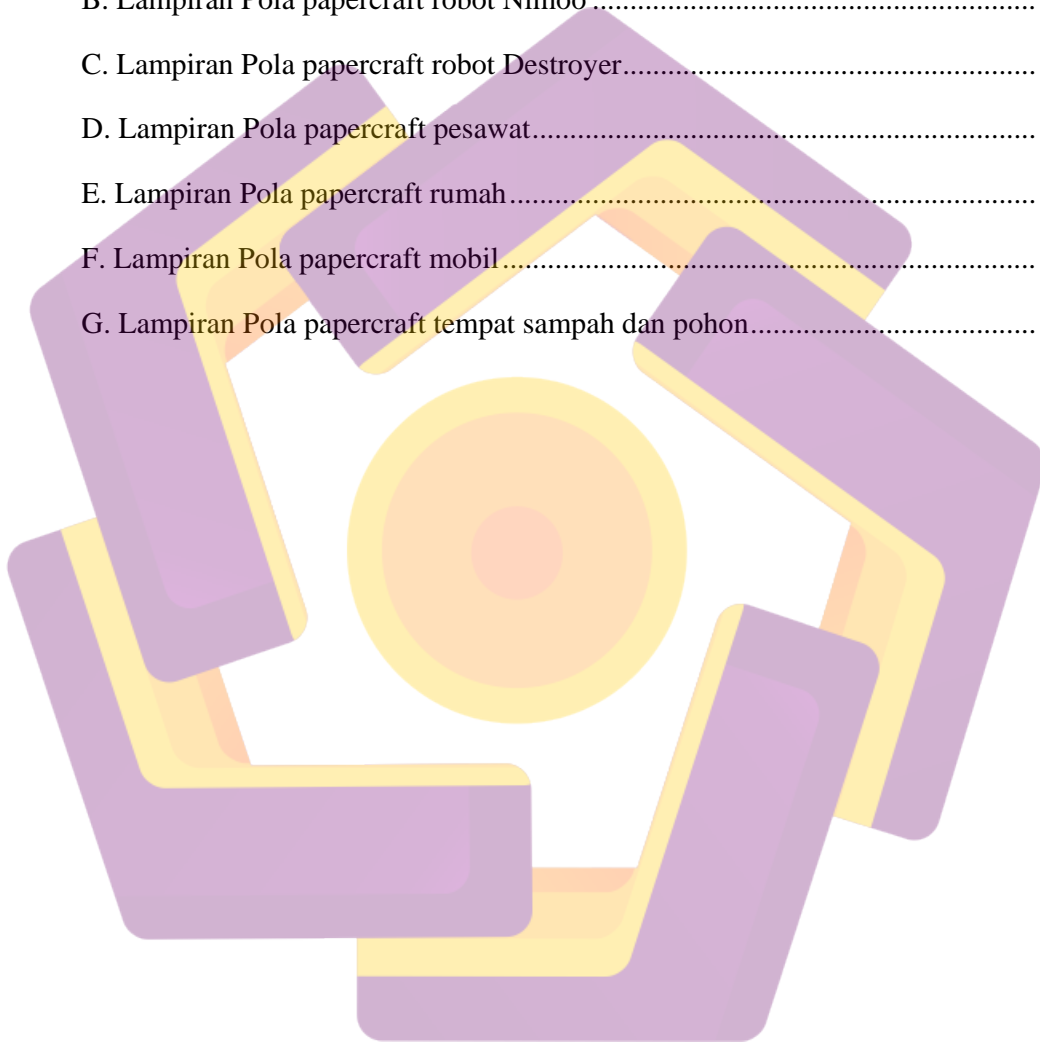 B. Lampiran Pola papercraft robot Nimoo
C. Lampiran Pola papercraft robot Destroyer
D. Lampiran Pola papercraft pesawat
E. Lampiran Pola papercraft rumah
F. Lampiran Pola papercraft mobil
G. Lampiran Pola papercraft tempat sampah dan pohon